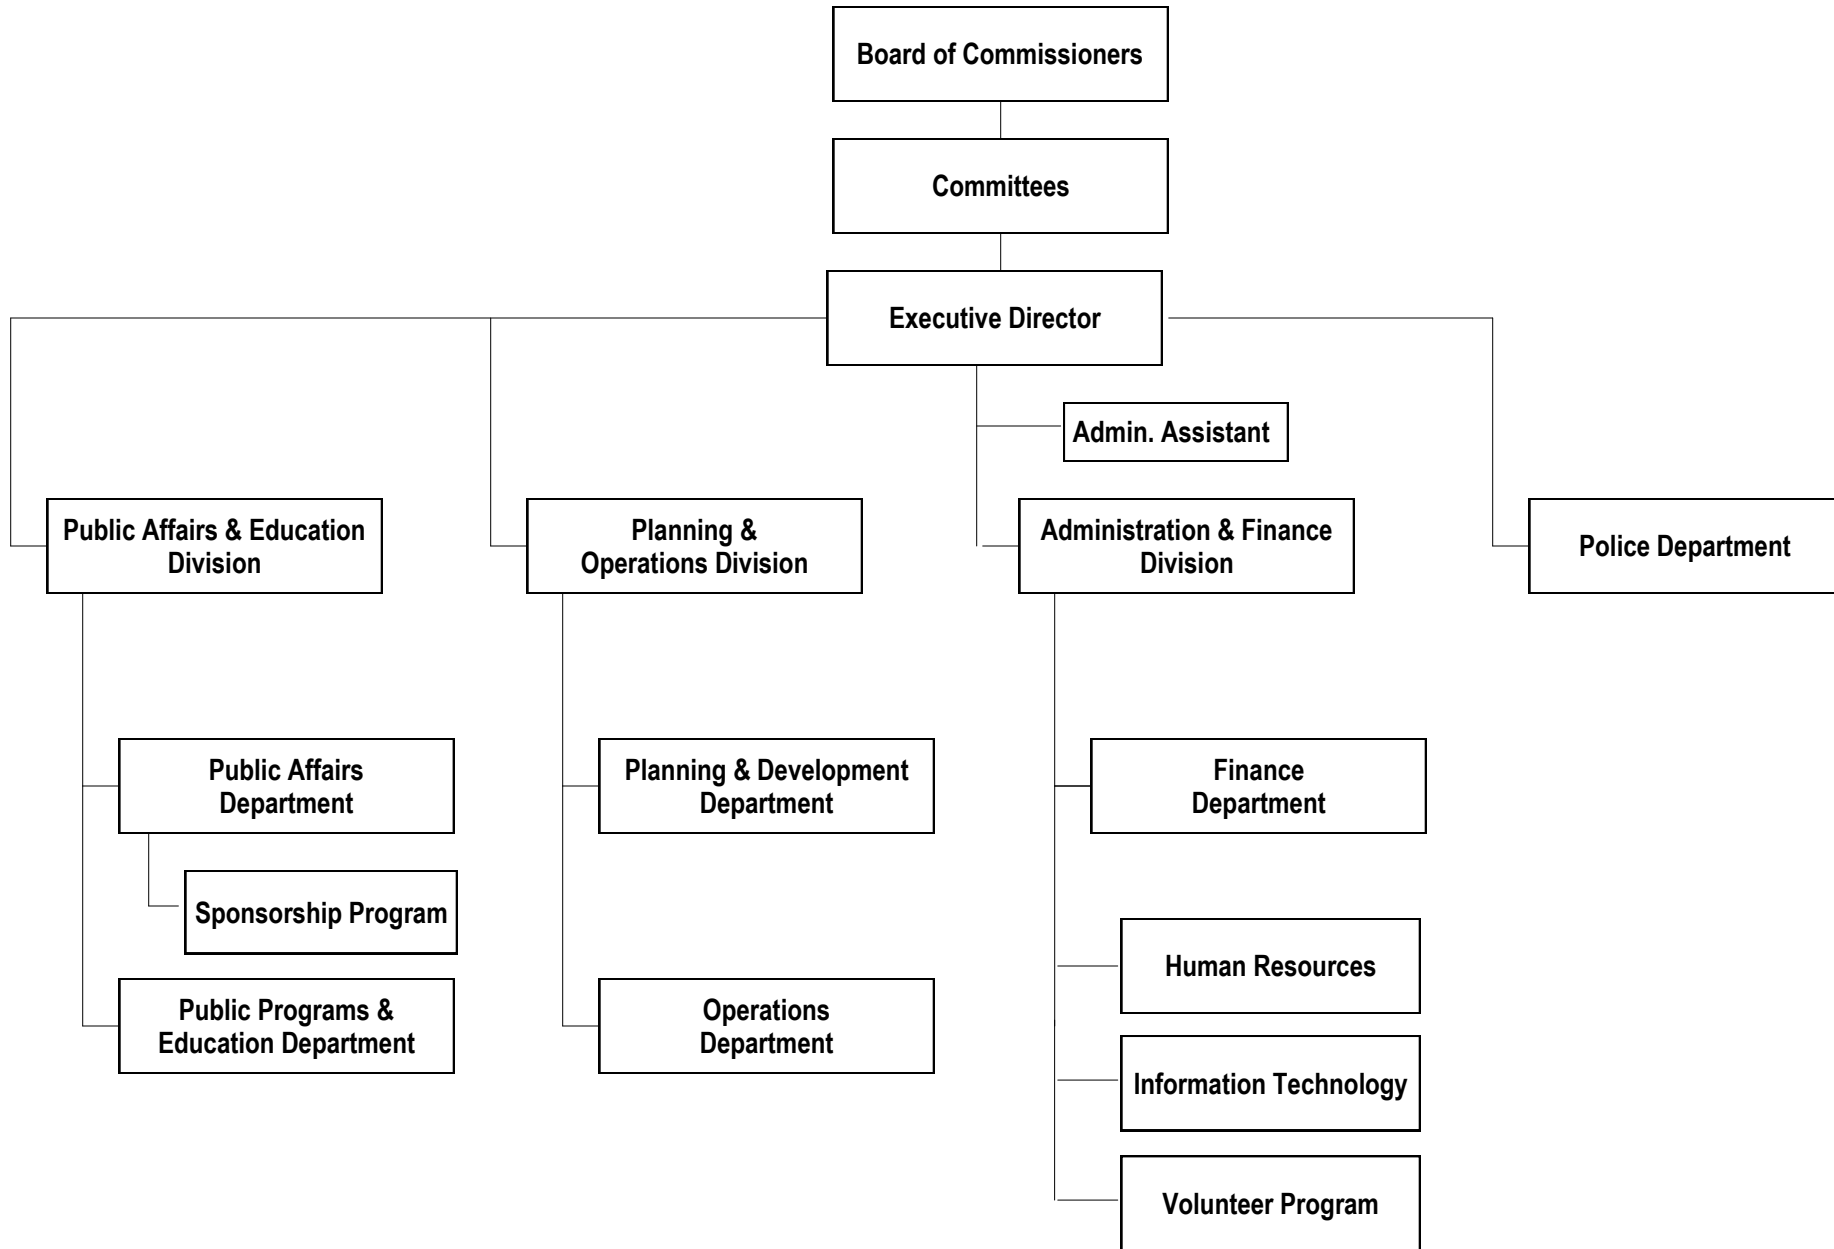 Board of Commissioners
Committees
Executive Director
Admin. Assistant
Public Affairs & Education
Division
Planning &
Operations Division
Administration & Finance
Division
Police Department
Public Affairs
Department
Planning & Development
Department
Finance
Department
Sponsorship Program
Human Resources
Public Programs &
Education Department
Operations
Department
Information Technology
Volunteer Program